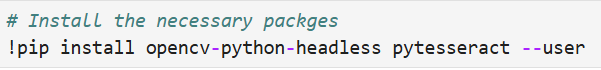 # Install the necessary packges
!pip install opencv-python-headless pytesseract --user